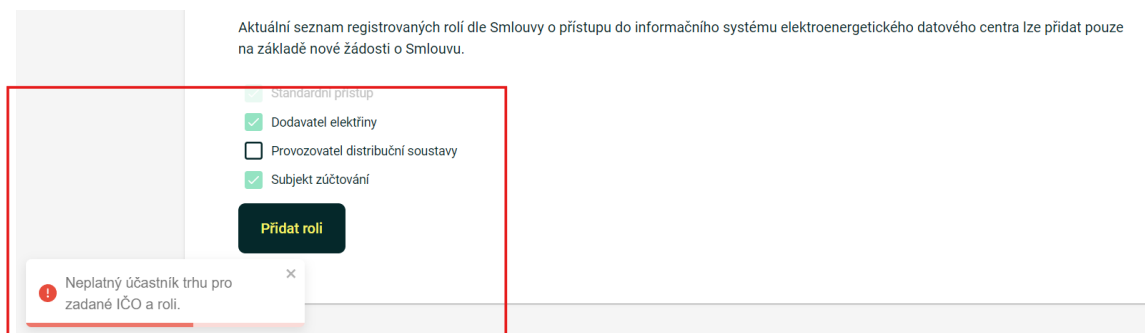 Aktuální seznam registrovaných rolí dle Smlouvy o přístupu do informačního systému elektroenergetického datového centra lze přidat pouze
na základě nové žádosti o Smlouvu.
Standardní přístup
Dodavatel elektřiny
Provozovatel distribuční soustavy
Subjekt zúčtování
Přidat roli
Neplatný účastník trhu pro
zadané IČO a roli.